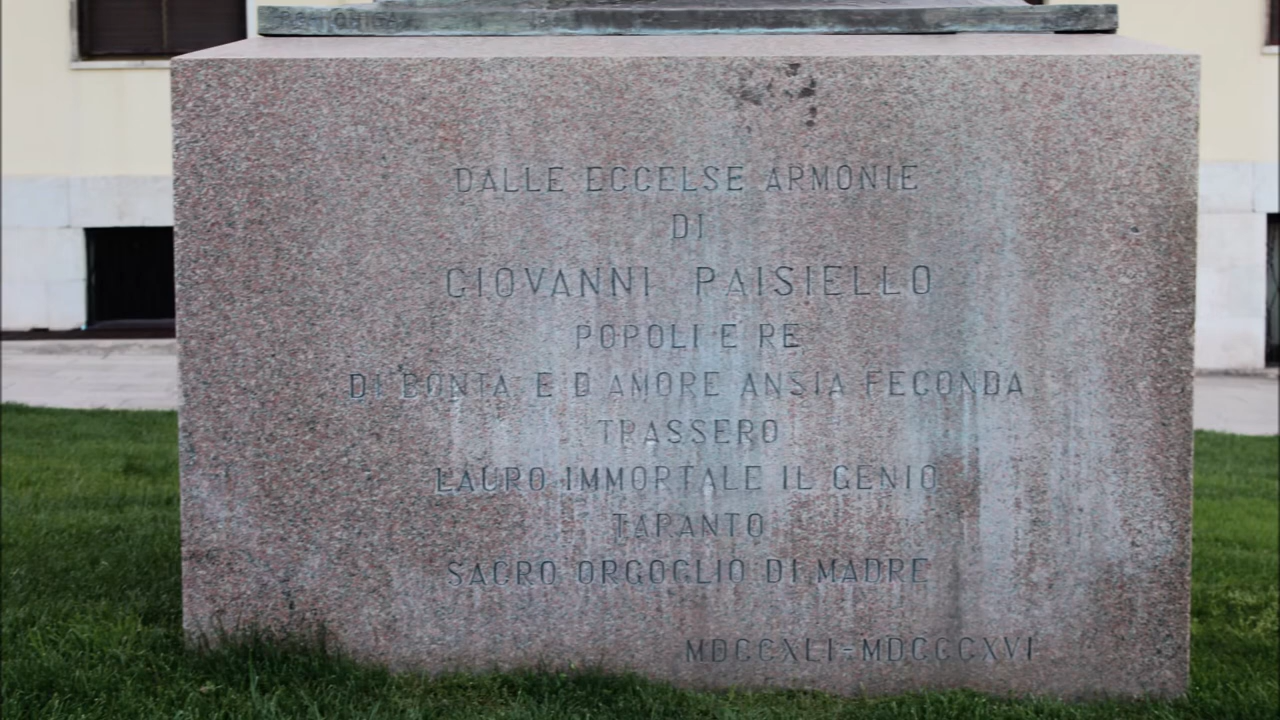 DALLE ECCELSE ARMONIE
DI
GIOVANNI PAISIELLO
POPOLI E RE
DI BONTA E D AMORE ANSIA FECONDA
TRASSERO
LAURO IMMORTALE IL GENIO
TARANTO
SACRO ORGOGLIO DI MADRE
MDCCXLI-MDCCCXVI